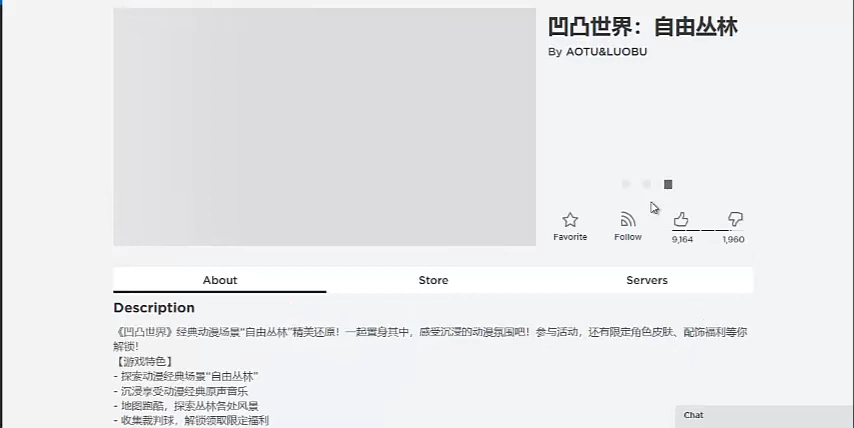 凹凸世界：自由丛林
By AOTU&LUOBU
Favorite
Follow
9,164
1,960
About
Store
Servers
Description
《凹凸世界》经典动漫场景"自由丛林"精美还原！一起置身其中，感受沉浸的动漫氛围吧！参与活动，还有限定角色皮肤、配饰福利等你
解锁！
【游戏特色】
- 探索动漫经典场景"自由丛林"
- 沉浸享受动漫经典原声音乐
- 地图跑酷，探索丛林各处风景
- 收集裁判球，解锁领取限定福利
Chat